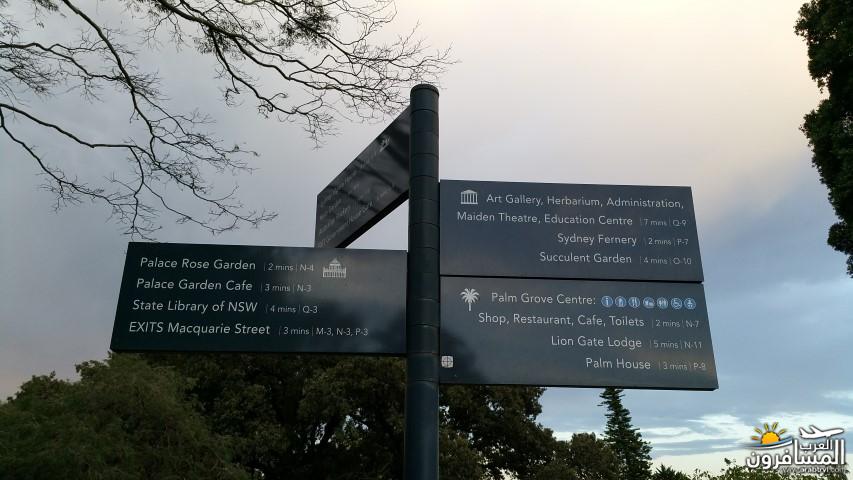 Art Gallery, Herbarium, Administration,
Maiden Theatre, Education Centre | 7 mins | Q-9
Sydney Fernery | 2 mins | P-7
Succulent Garden | 4 mins | O-10
Palace Rose Garden | 2 mins | N-4
Palace Garden Cafe | 3 mins | N-3
State Library of NSW | 4 mins | Q-3
EXITS Macquarie Street | 3 mins | M-3, N-3, P-3
Palm Grove Centre:
Shop, Restaurant, Cafe, Toilets | 2 mins | N-7
Lion Gate Lodge | 5 mins | N-11
Palm House | 3 mins | P-8
العرب
المسافرون
www.arabtrvl.com